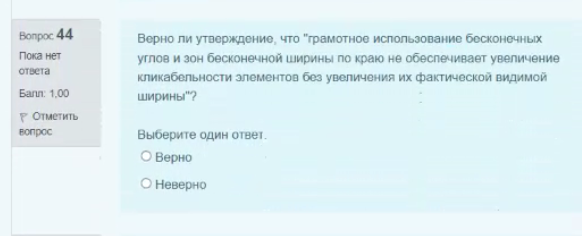 Вопрос 44
Пока нет
ответа
Балл: 1,00
Отметить
вопрос
Верно ли утверждение, что "грамотное использование бесконечных
углов и зон бесконечной ширины по краю не обеспечивает увеличение
кликабельности элементов без увеличения их фактической видимой
ширины"?
Выберите один ответ.
Верно
Неверно